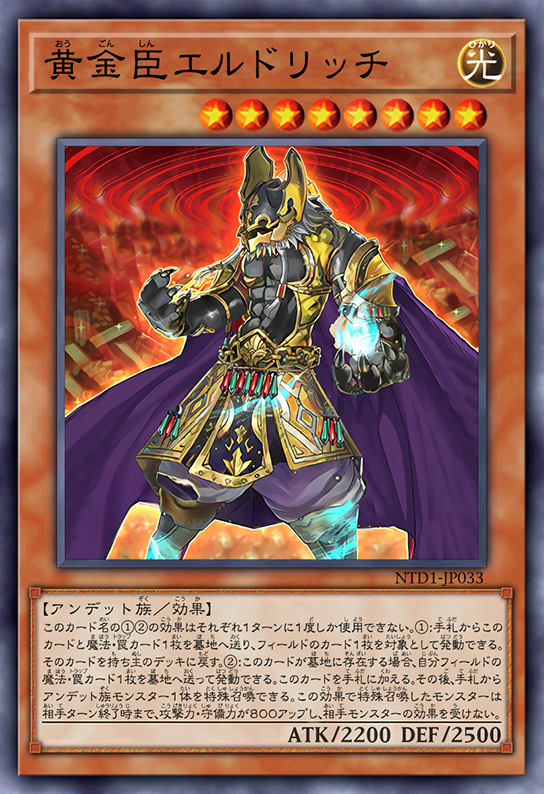 黄金臣エルドリッチ
光
NTD1-JP033
【アンデット族／効果】
このカード名の①②の効果はそれぞれ1ターンに1度しか使用できない。①:手札からこの
カードと魔法・罠カード1枚を墓地へ送り、フィールドのカード1枚を対象として発動できる。
そのカードを持ち主のデッキに戻す。②:このカードが墓地に存在する場合、自分フィールドの
魔法・罠カード1枚を墓地へ送って発動できる。このカードを手札に加える。その後、手札から
アンデット族モンスター1体を特殊召喚できる。この効果で特殊召喚したモンスターは
相手ターン終了時まで、攻撃力・守備力が800アップし、相手モンスターの効果を受けない。
ATK/2200 DEF/2500